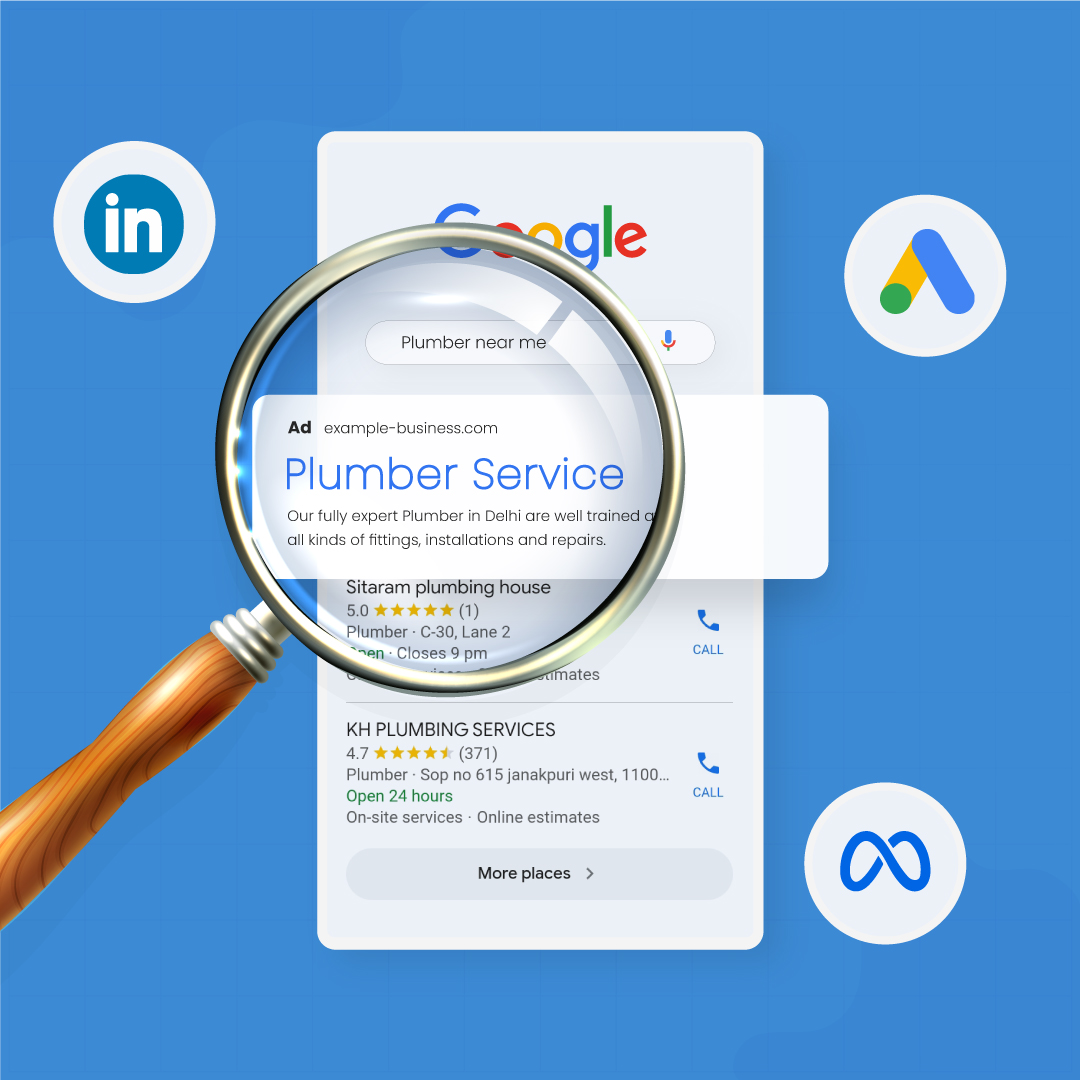 in
Google
Plumber near me
Ad example-business.com
Plumber Service
Our fully expert Plumber in Delhi are well trained
all kinds of fittings, installations and repairs.
Sitaram plumbing house
5.0 ★★★★★ (1)
Plumber · C-30, Lane 2
Open · Closes 9 pm
CALL
KH PLUMBING SERVICES
4.7 (371)
Plumber · Sop no 615 janakpuri west, 1100...
Open 24 hours
CALL
On-site services · Online estimates
More places